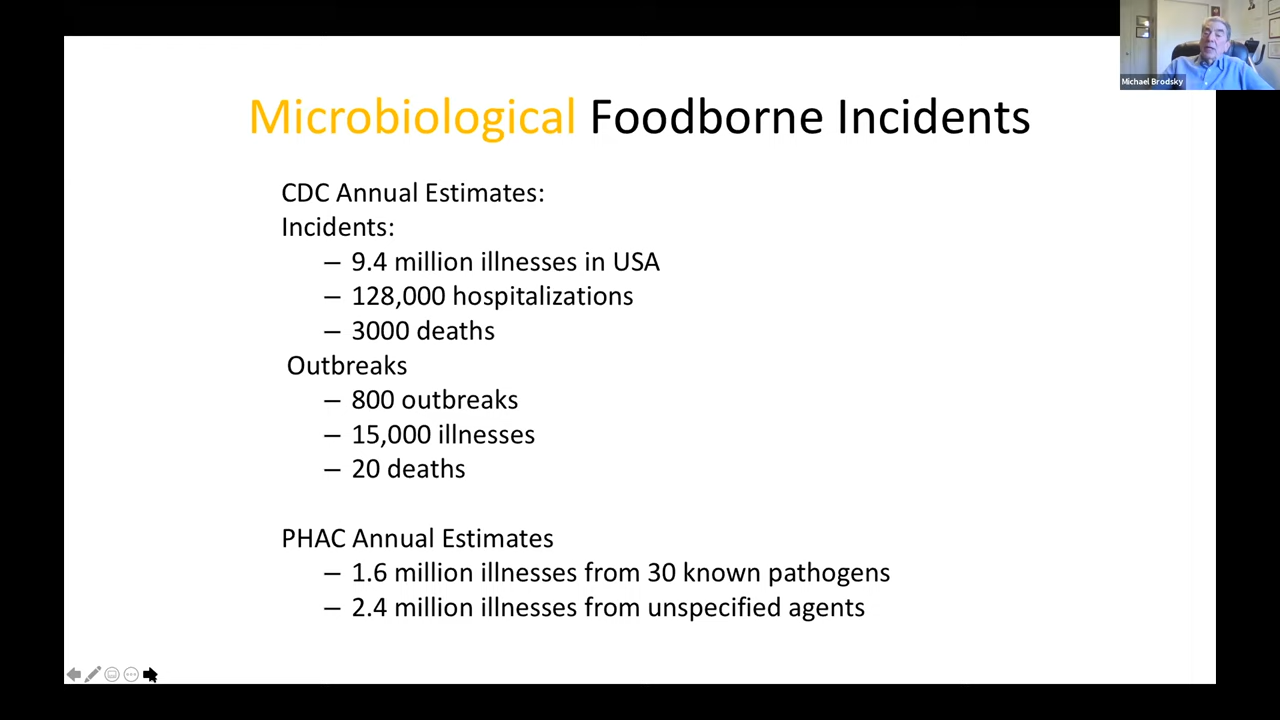 Michael Brodsky
Microbiological Foodborne Incidents
CDC Annual Estimates:
Incidents:
– 9.4 million illnesses in USA
– 128,000 hospitalizations
– 3000 deaths
Outbreaks
– 800 outbreaks
– 15,000 illnesses
– 20 deaths
PHAC Annual Estimates
– 1.6 million illnesses from 30 known pathogens
– 2.4 million illnesses from unspecified agents